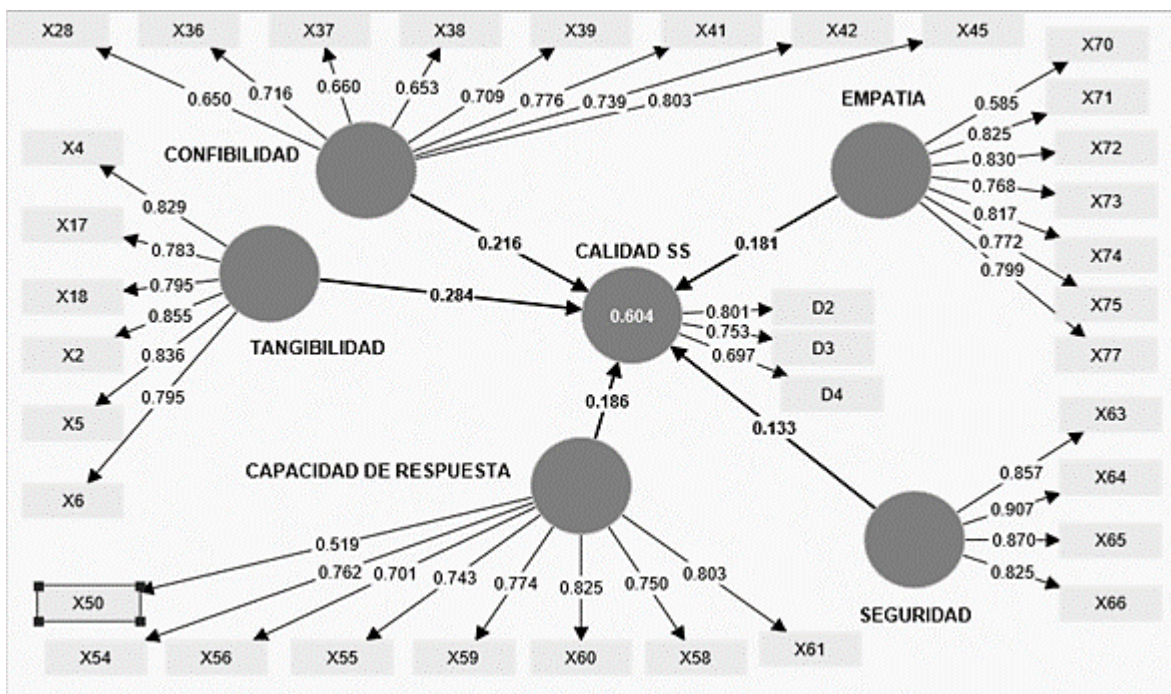 X28 X36 X37 X38 X39 X41 X42 X45
0.650 0.716 0.660 0.653 0.709 0.776 0.739 0.803
CONFIBILIDAD
EMPATIA
X70
X71
X72
X73
X74
X75
X77
0.585
0.825
0.830
0.768
0.817
0.772
0.799
X4
X17
X18
X2
X5
X6
0.829
0.783
0.795
0.855
0.836
0.795
TANGIBILIDAD
0.216
0.284
0.181
CALIDAD SS
0.604
0.801
0.753
0.697
D2
D3
D4
0.186
0.133
CAPACIDAD DE RESPUESTA
0.519 0.762 0.701 0.743 0.774 0.825 0.750 0.803
X50
X54 X56 X55 X59 X60 X58 X61
X63
X64
X65
X66
0.857
0.907
0.870
0.825
SEGURIDAD